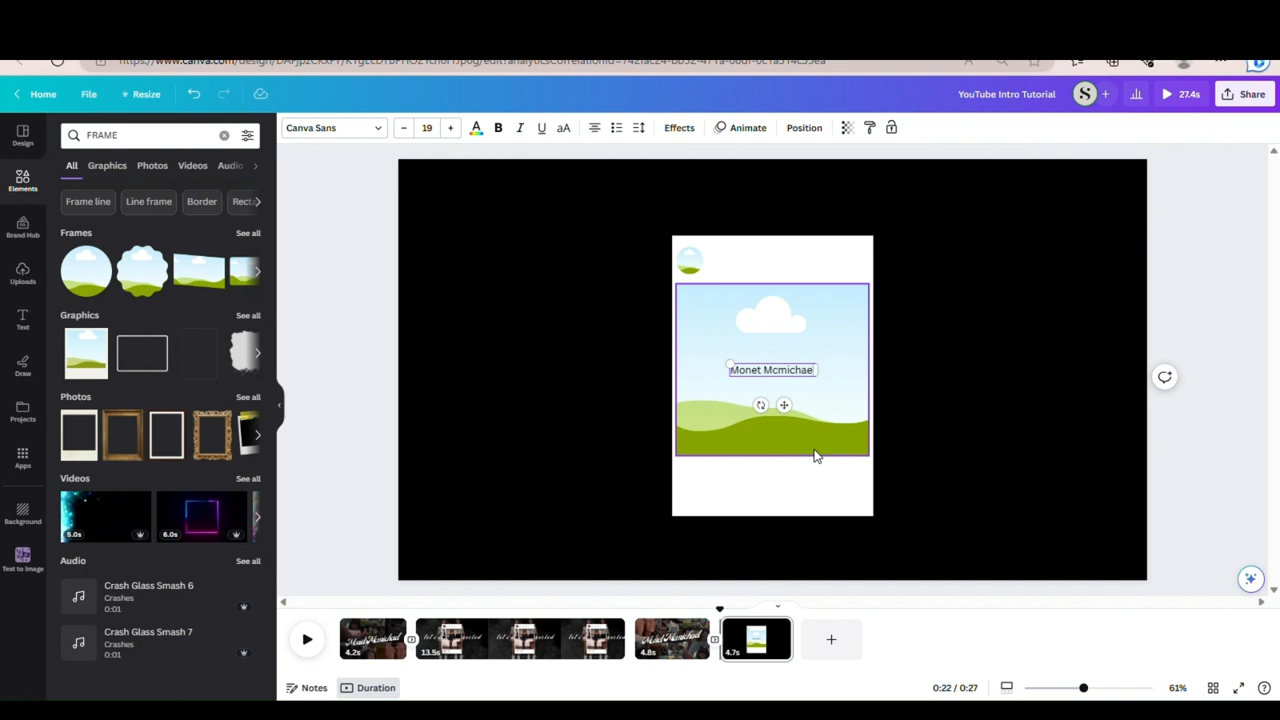 Home
File
Resize
YouTube Intro Tutorial
S
+
27.4s
Share
Design
Elements
Brand Hub
Uploads
Text
Draw
Projects
Apps
Background
Text to Image
FRAME
All
Graphics
Photos
Videos
Audio
Frame line
Line frame
Border
Frames
See all
Graphics
See all
Photos
See all
Videos
See all
5.0s
6.0s
Audio
See all
Crash Glass Smash 6
Crashes
0:01
Crash Glass Smash 7
Crashes
0:01
Canva Sans
−
19
+
A
B
I
U
aA
Effects
Animate
Position
Monet Mcmichae
4.2s
13.5s
4.8s
4.7s
+
Notes
Duration
0:22 / 0:27
61%